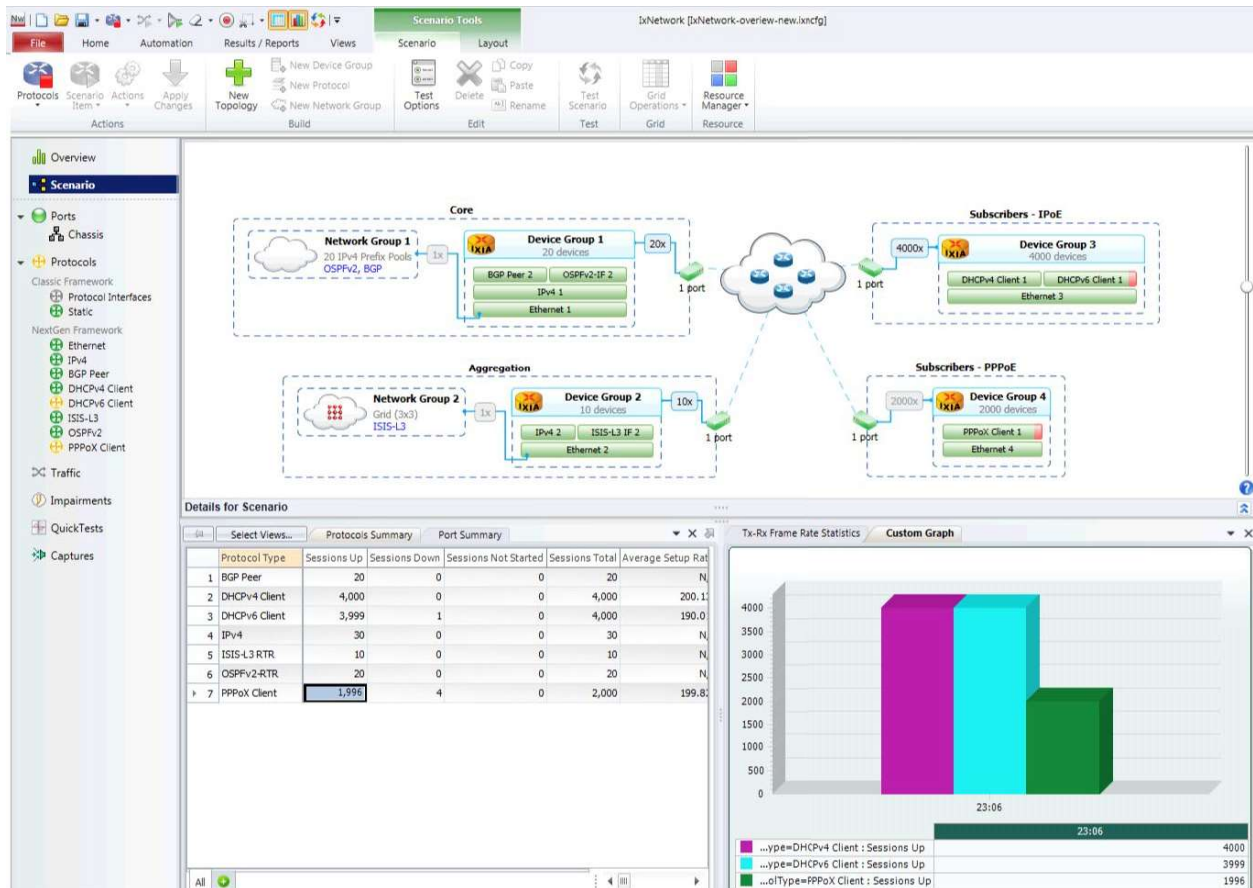 NW
Scenario Tools
IxNetwork [IxNetwork-overiew-new.ixncfg]
File Home Automation Results / Reports Views Scenario Layout
Protocols
Scenario Item
Actions
Apply Changes
Actions
New Topology
New Device Group
New Protocol
New Network Group
Build
Test Options
Delete
Copy
Paste
Rename
Edit
Test Scenario
Test
Grid Operations
Grid
Resource Manager
Resource
Overview
Scenario
Ports
Chassis
Protocols
Classic Framework
Protocol Interfaces
Static
NextGen Framework
Ethernet
IPv4
BGP Peer
DHCPv4 Client
DHCPv6 Client
ISIS-L3
OSPFv2
PPPoX Client
Traffic
Impairments
QuickTests
Captures
Core
Network Group 1
20 IPv4 Prefix Pools
OSPFv2, BGP
1x
IXIA
Device Group 1
20 devices
BGP Peer 2 OSPFv2-IF 2
IPv4 1
Ethernet 1
20x
1 port
Subscribers - IPoE
1 port
4000x
IXIA
Device Group 3
4000 devices
DHCPv4 Client 1 DHCPv6 Client 1
Ethernet 3
Aggregation
Network Group 2
Grid (3x3)
ISIS-L3
1x
IXIA
Device Group 2
10 devices
IPv4 2 ISIS-L3 IF 2
Ethernet 2
10x
1 port
Subscribers - PPPoE
1 port
2000x
IXIA
Device Group 4
2000 devices
PPPoX Client 1
Ethernet 4
Details for Scenario
Select Views... Protocols Summary Port Summary
Protocol Type Sessions Up Sessions Down Sessions Not Started Sessions Total Average Setup Rat
1 BGP Peer 20 0 0 20 N
2 DHCPv4 Client 4,000 0 0 4,000 200.1
3 DHCPv6 Client 3,999 1 0 4,000 190.0
4 IPv4 30 0 0 30 N
5 ISIS-L3 RTR 10 0 0 10 N
6 OSPFv2-RTR 20 0 0 20 N
7 PPPoX Client 1,996 4 0 2,000 199.8
All
Tx-Rx Frame Rate Statistics Custom Graph
4000
3500
3000
2500
2000
1500
1000
500
0
23:06
23:06
...ype=DHCPv4 Client : Sessions Up 4000
...ype=DHCPv6 Client : Sessions Up 3999
...olType=PPPoX Client : Sessions Up 1996